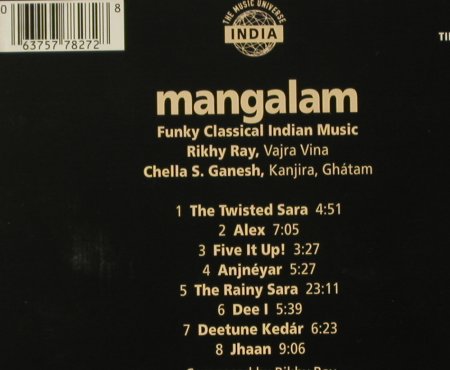 0
8
63757 78272
THE MUSIC UNIVERSE
INDIA
mangalam
Funky Classical Indian Music
Rikhy Ray, Vajra Vina
Chella S. Ganesh, Kanjira, Ghátam
1 The Twisted Sara 4:51
2 Alex 7:05
3 Five It Up! 3:27
4 Anjnéyar 5:27
5 The Rainy Sara 23:11
6 Dee I 5:39
7 Deetune Kedár 6:23
8 Jhaan 9:06